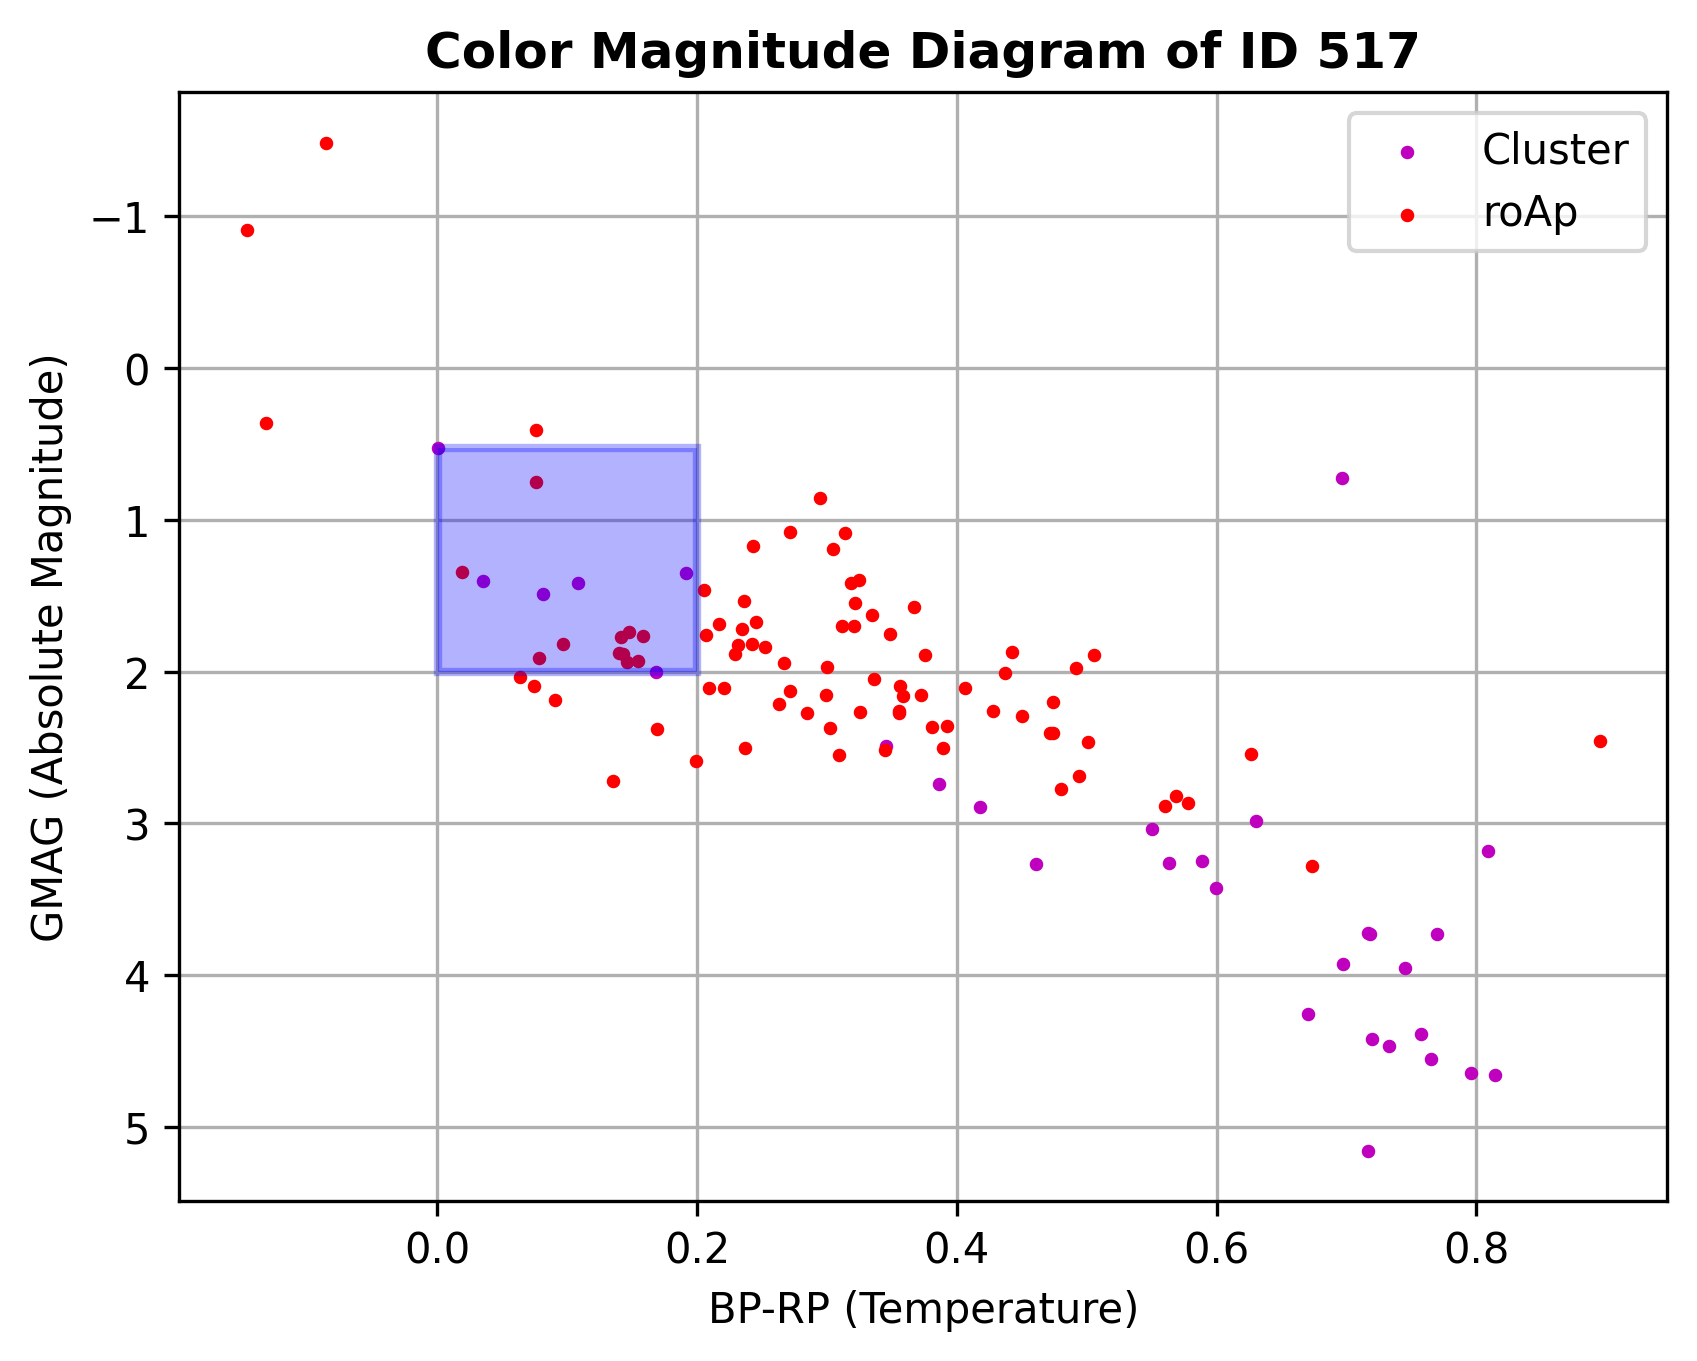 Color Magnitude Diagram of ID 517
Cluster
roAp
−1
0
1
2
3
4
5
GMAG (Absolute Magnitude)
0.0 0.2 0.4 0.6 0.8
BP-RP (Temperature)